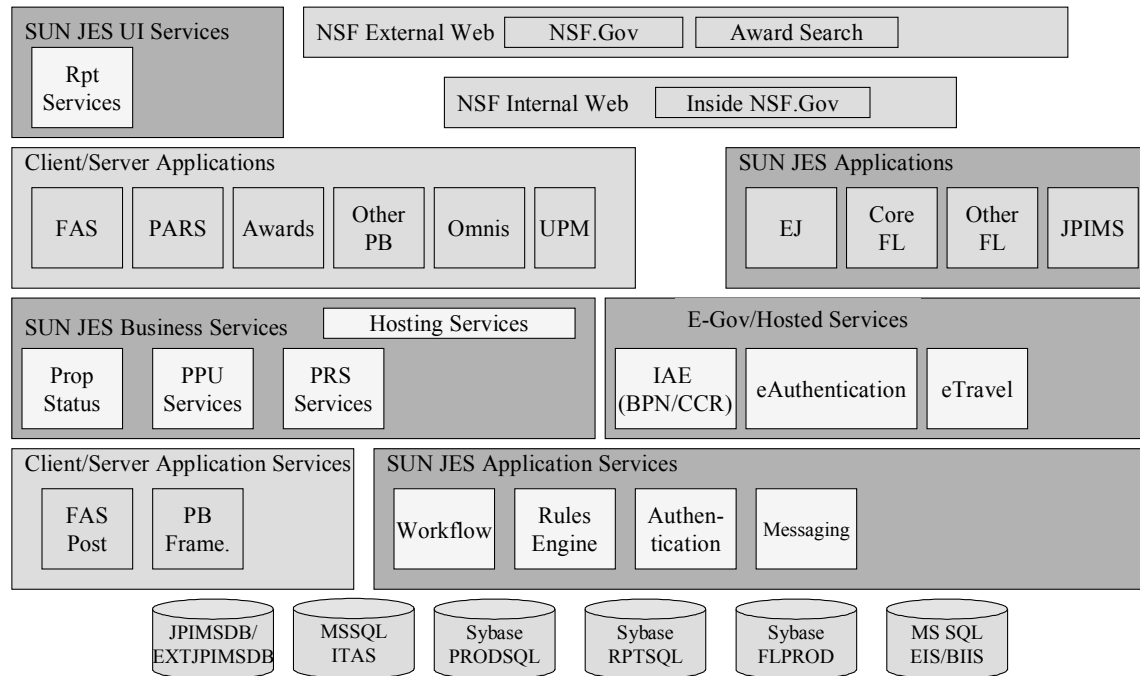 SUN JES UI Services
Rpt
Services
NSF External Web
NSF.Gov
Award Search
NSF Internal Web
Inside NSF.Gov
Client/Server Applications
FAS
PARS
Awards
Other
PB
Omnis
UPM
SUN JES Applications
EJ
Core
FL
Other
FL
JPIMS
SUN JES Business Services
Hosting Services
Prop
Status
PPU
Services
PRS
Services
E-Gov/Hosted Services
IAE
(BPN/CCR)
eAuthentication
eTravel
Client/Server Application Services
FAS
Post
PB
Frame.
SUN JES Application Services
Workflow
Rules
Engine
Authen-
tication
Messaging
JPIMSDB/
EXTJPIMSDB
MSSQL
ITAS
Sybase
PRODSQL
Sybase
RPTSQL
Sybase
FLPROD
MS SQL
EIS/BIIS